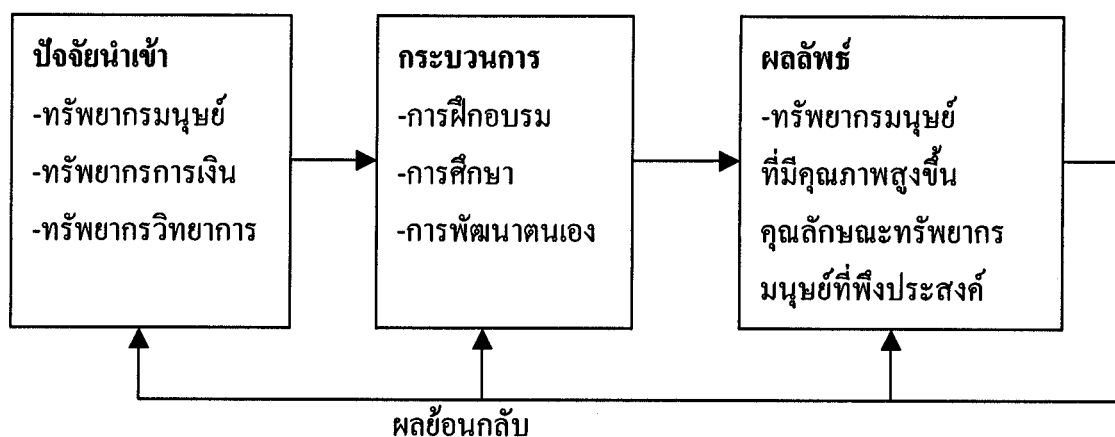 ปัจจัยนำเข้า
-ทรัพยากรมนุษย์
-ทรัพยากรการเงิน
-ทรัพยากรวิทยาการ
กระบวนการ
-การฝึกอบรม
-การศึกษา
-การพัฒนาตนเอง
ผลลัพธ์
-ทรัพยากรมนุษย์
ที่มีคุณภาพสูงขึ้น
คุณลักษณะทรัพยากร
มนุษย์ที่พึงประสงค์
ผลย้อนกลับ